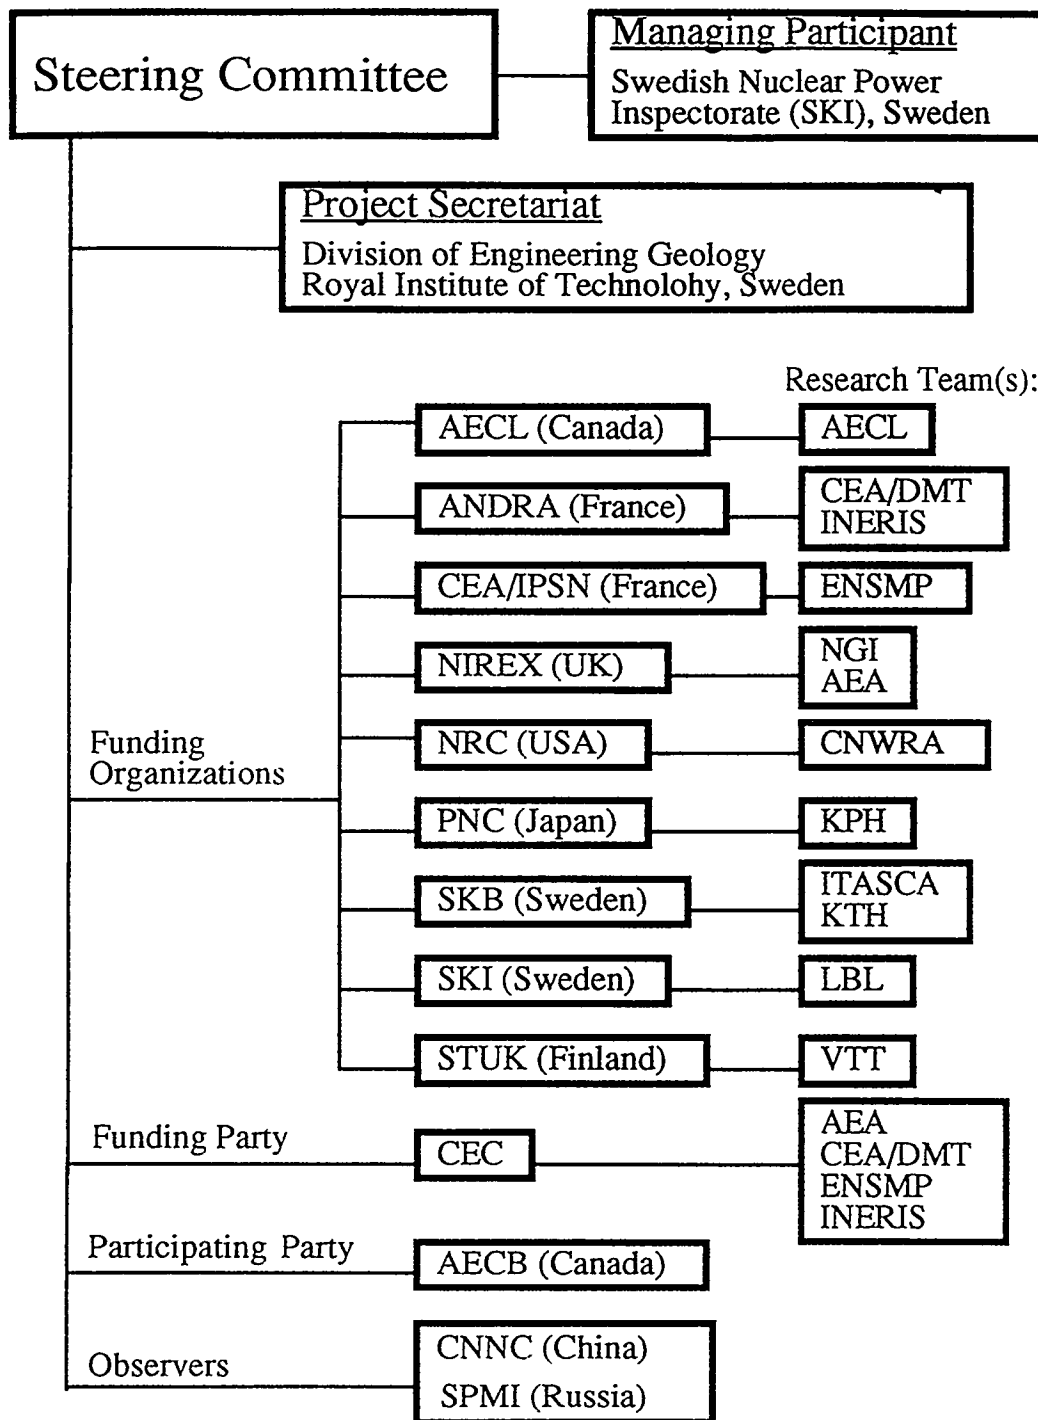 Steering Committee
Managing Participant
Swedish Nuclear Power
Inspectorate (SKI), Sweden
Project Secretariat
Division of Engineering Geology
Royal Institute of Technolohy, Sweden
Research Team(s):
Funding
Organizations
AECL (Canada)
AECL
ANDRA (France)
CEA/DMT
INERIS
CEA/IPSN (France)
ENSMP
NIREX (UK)
NGI
AEA
NRC (USA)
CNWRA
PNC (Japan)
KPH
SKB (Sweden)
ITASCA
KTH
SKI (Sweden)
LBL
STUK (Finland)
VTT
Funding Party
CEC
AEA
CEA/DMT
ENSMP
INERIS
Participating Party
AECB (Canada)
Observers
CNNC (China)
SPMI (Russia)